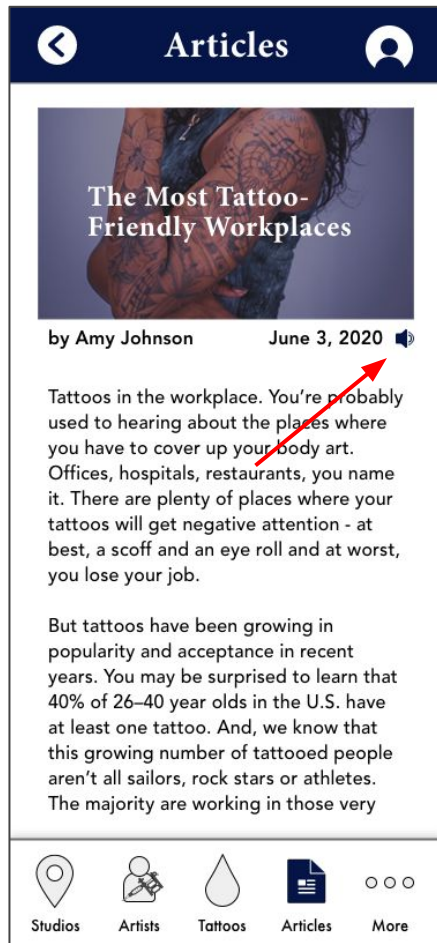 Articles
The Most Tattoo-
Friendly Workplaces
by Amy Johnson June 3, 2020
Tattoos in the workplace. You're probably
used to hearing about the places where
you have to cover up your body art.
Offices, hospitals, restaurants, you name
it. There are plenty of places where your
tattoos will get negative attention - at
best, a scoff and an eye roll and at worst,
you lose your job.
But tattoos have been growing in
popularity and acceptance in recent
years. You may be surprised to learn that
40% of 26–40 year olds in the U.S. have
at least one tattoo. And, we know that
this growing number of tattooed people
aren't all sailors, rock stars or athletes.
The majority are working in those very
Studios Artists Tattoos Articles More